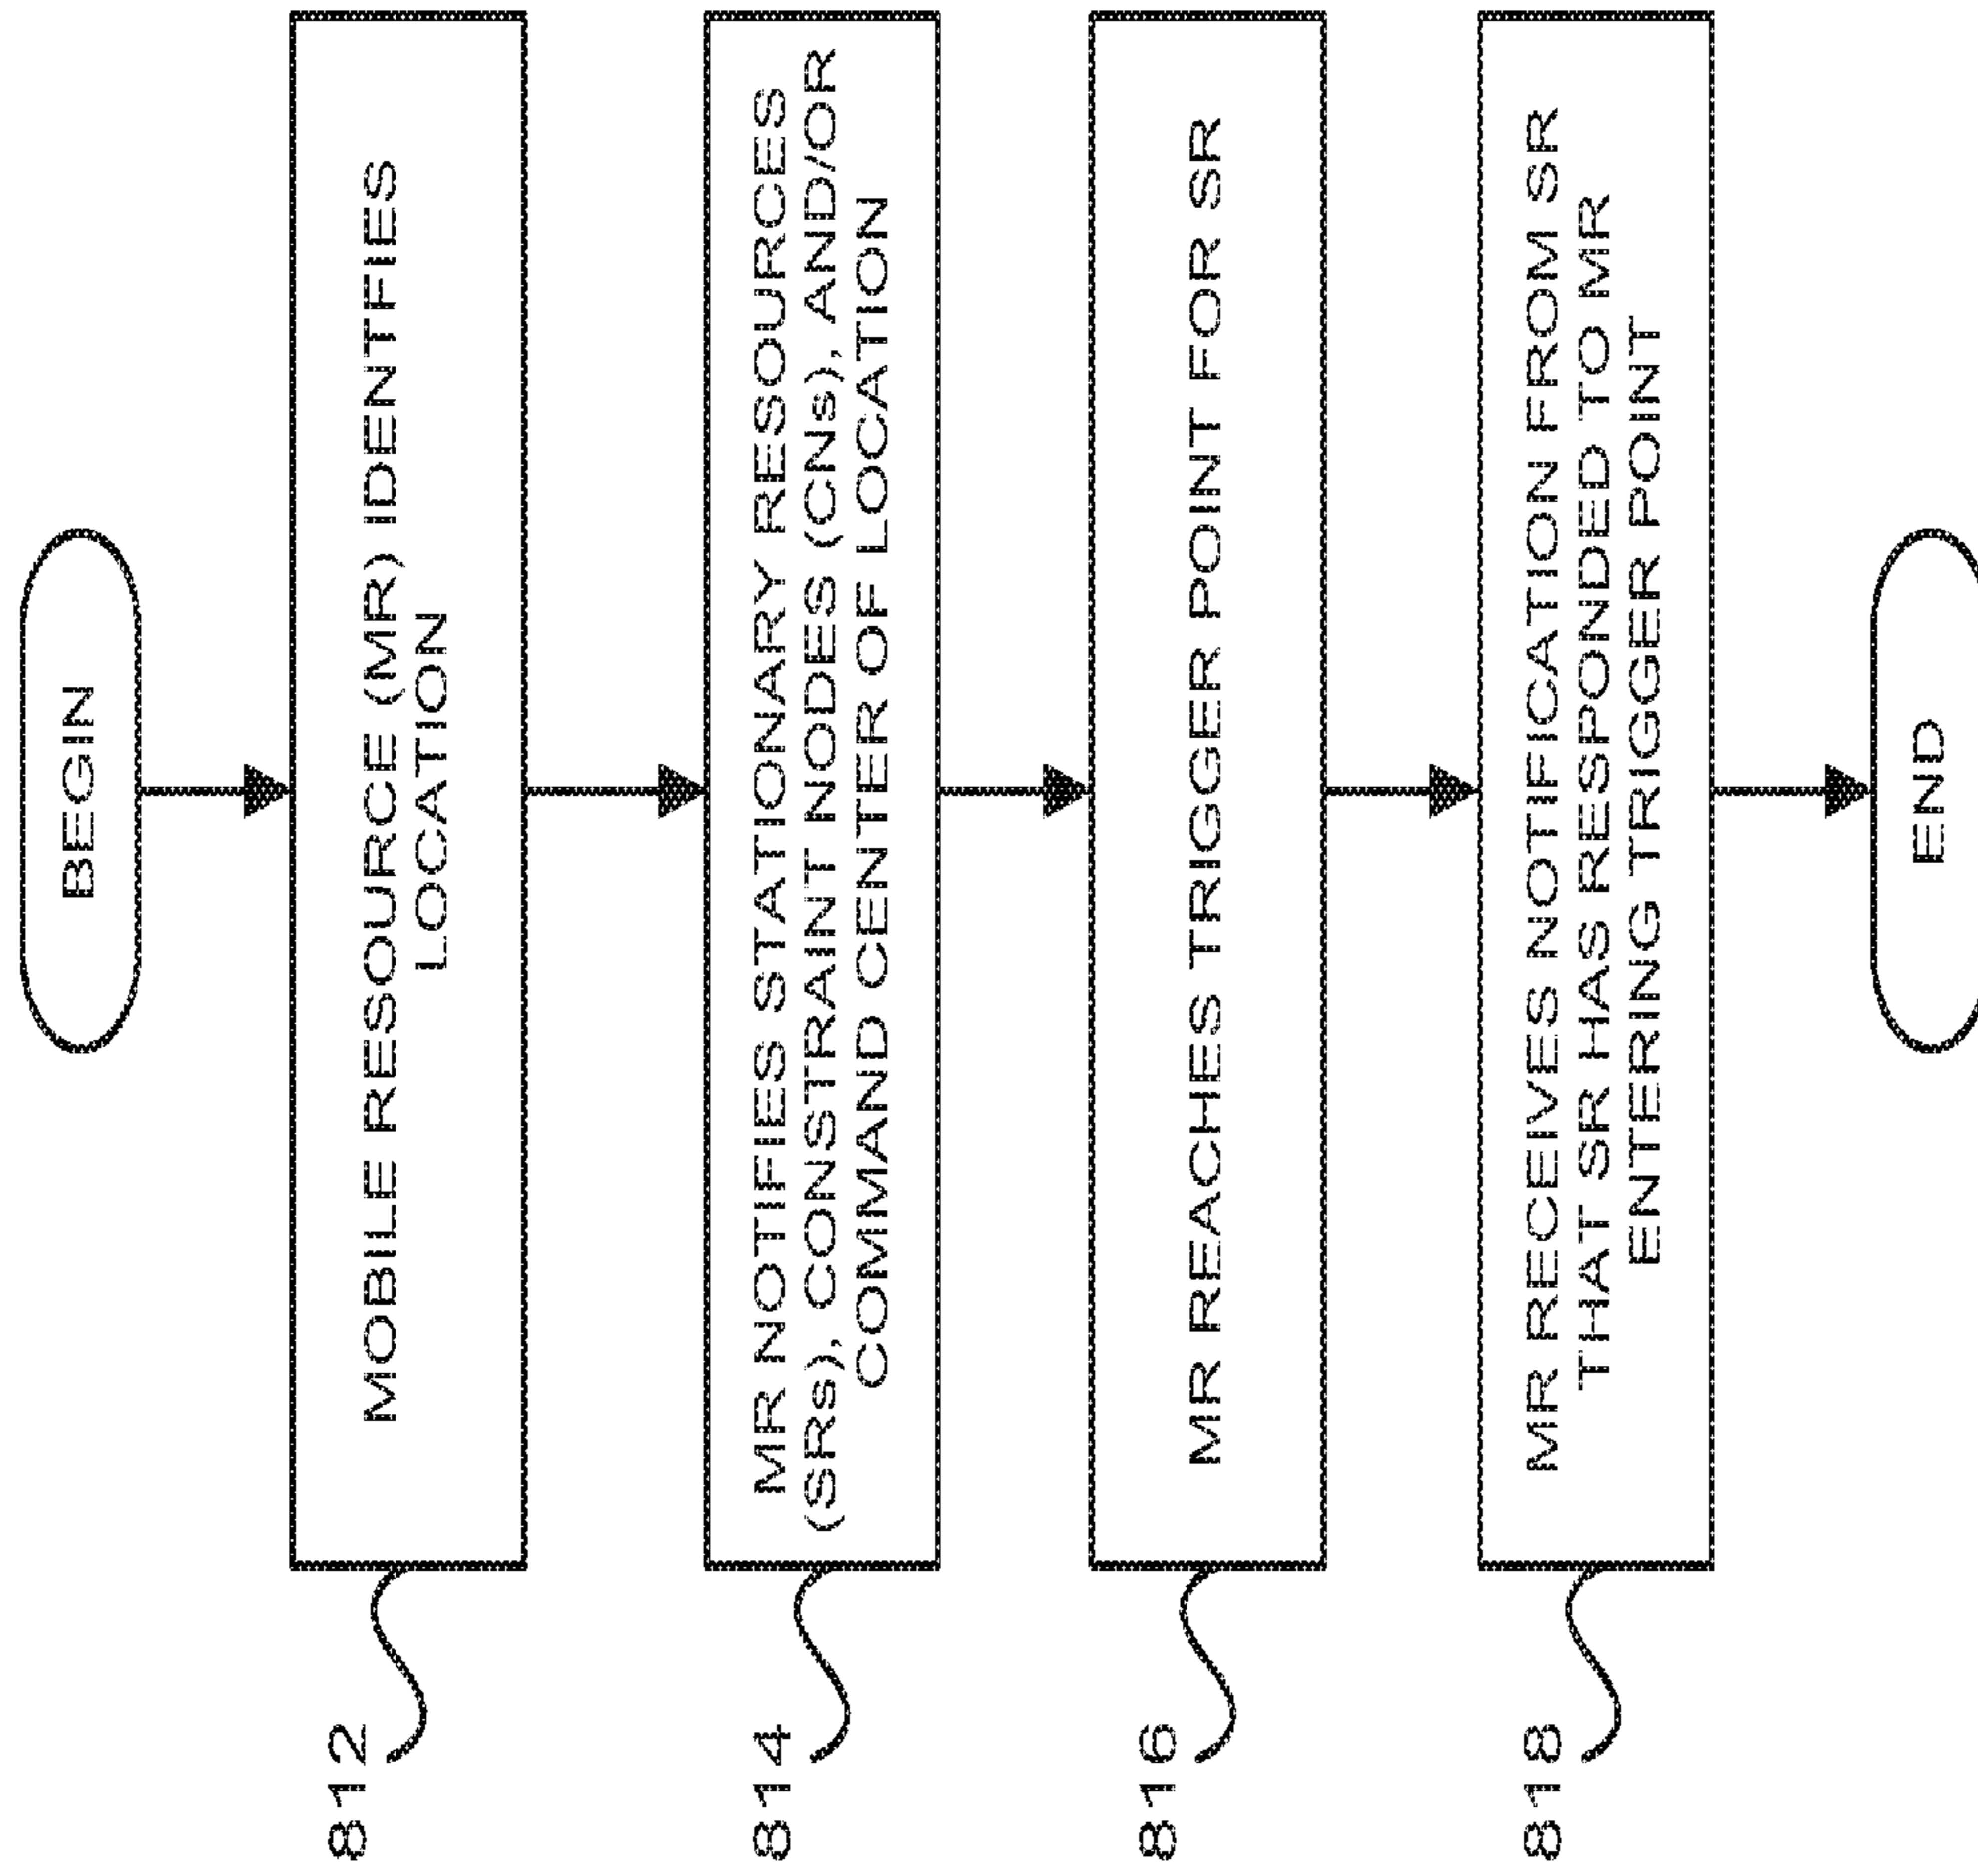 BEGIN
812
MOBILE RESOURCE (MR) IDENTIFIES
LOCATION
814
MR NOTIFIES STATIONARY RESOURCES
(SRs), CONSTRAINT NODES (CNs), AND/OR
COMMAND CENTER OF LOCATION
816
MR REACHES TRIGGER POINT FOR SR
818
MR RECEIVES NOTIFICATION FROM SR
THAT SR HAS RESPONDED TO MR
ENTERING TRIGGER POINT
END